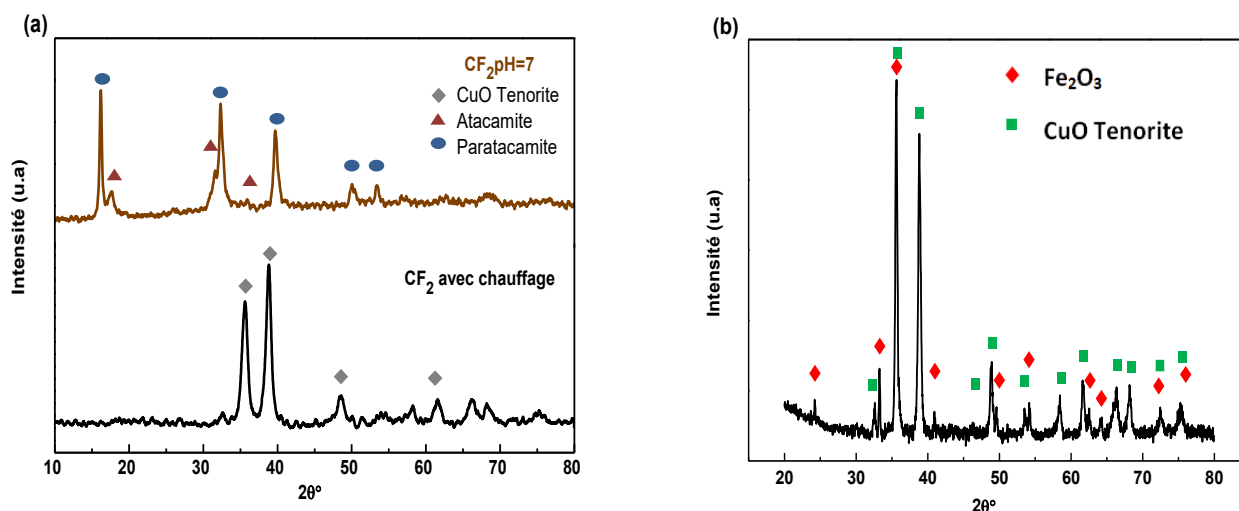 (a)
CF₂pH=7
CuO Tenorite
Atacamite
Paratacamite
CF₂ avec chauffage
Intensité (u.a)
10 20 30 40 50 60 70 80
2θ°
(b)
Fe₂O₃
CuO Tenorite
Intensité (u.a)
20 30 40 50 60 70 80
2θ°